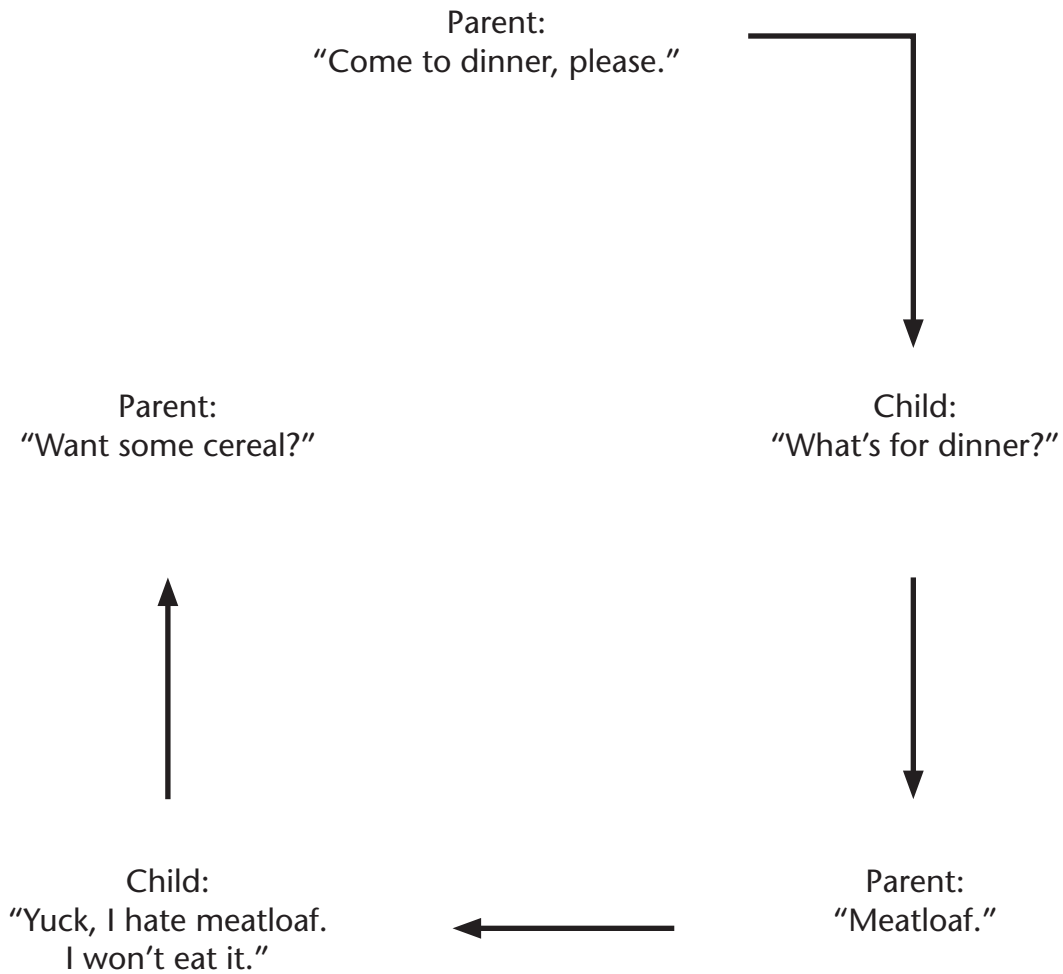 Parent:
“Come to dinner, please.”
Child:
“What’s for dinner?”
Parent:
“Meatloaf.”
Child:
“Yuck, I hate meatloaf.
I won’t eat it.”
Parent:
“Want some cereal?”